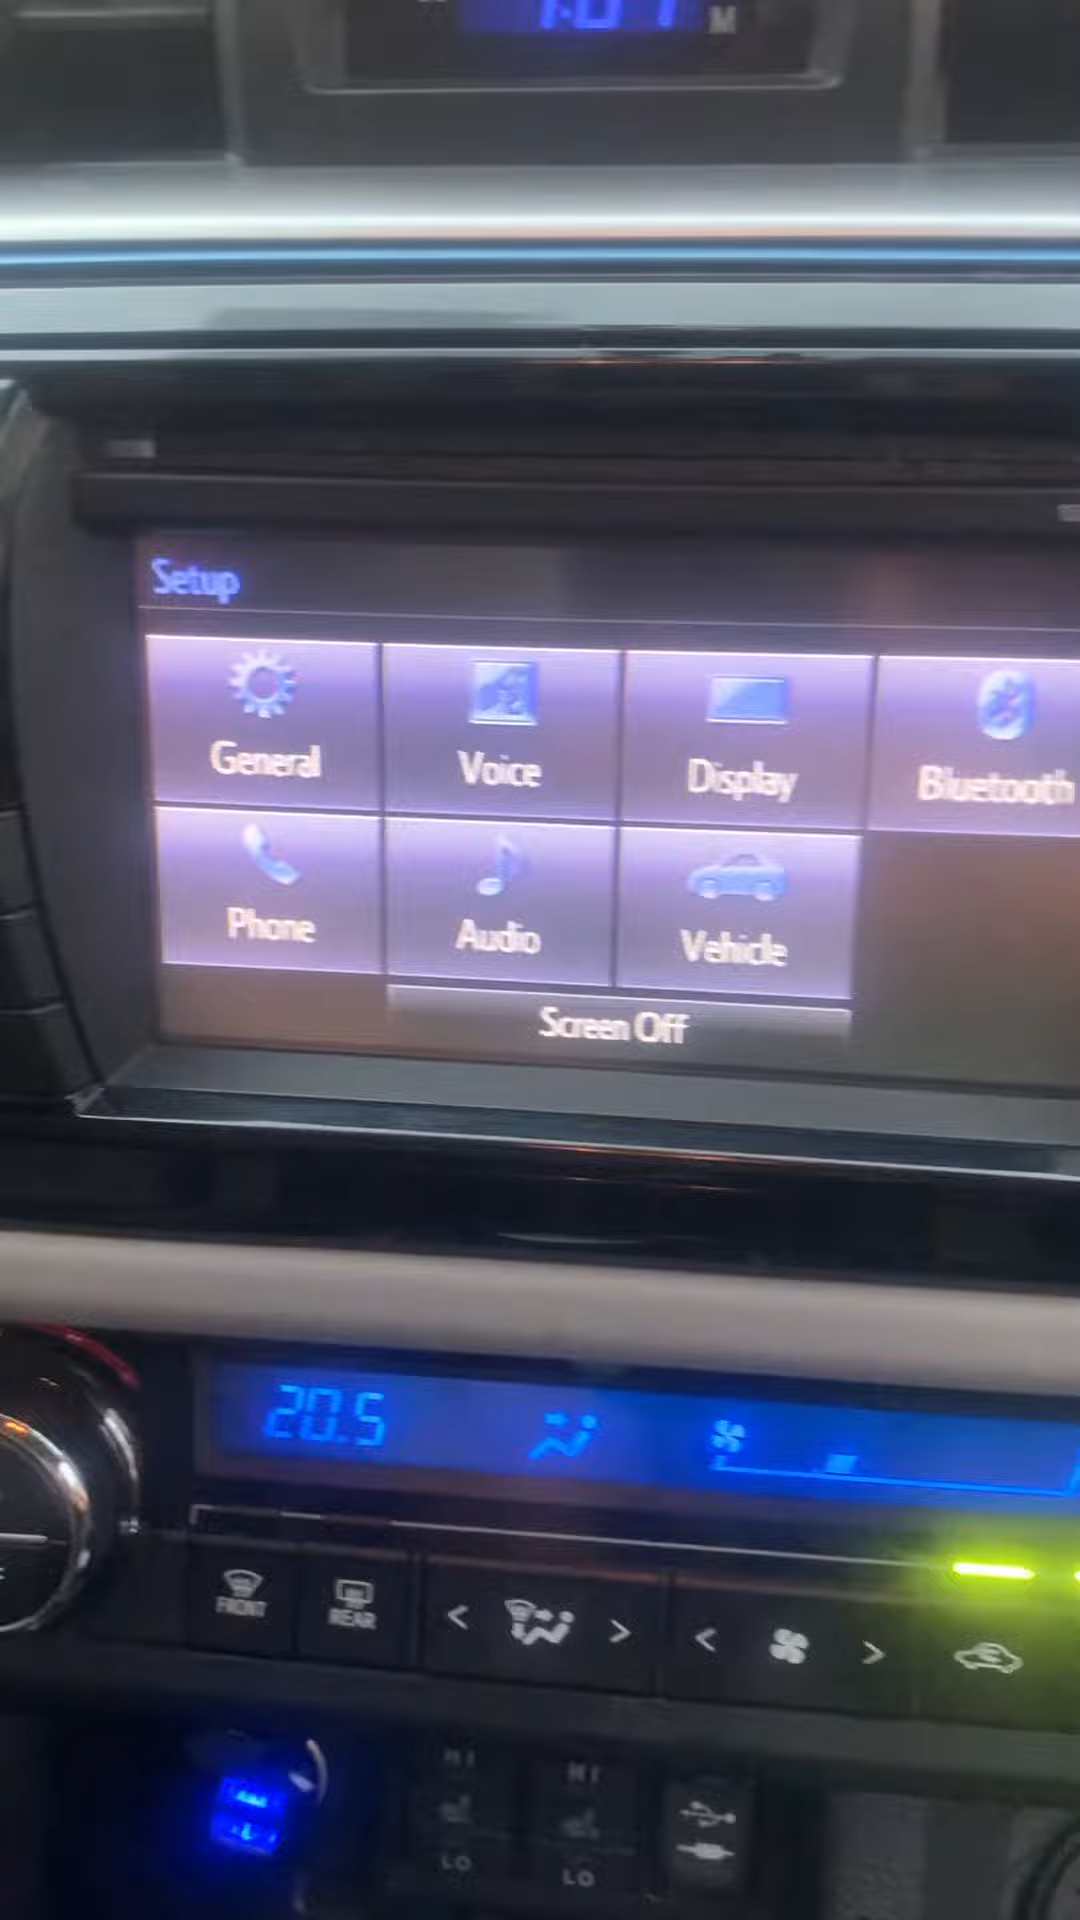 M
Setup
General Voice Display Bluetooth
Phone Audio Vehicle
Screen Off
20.5
FRONT REAR < > < >
HI HI
LO LO